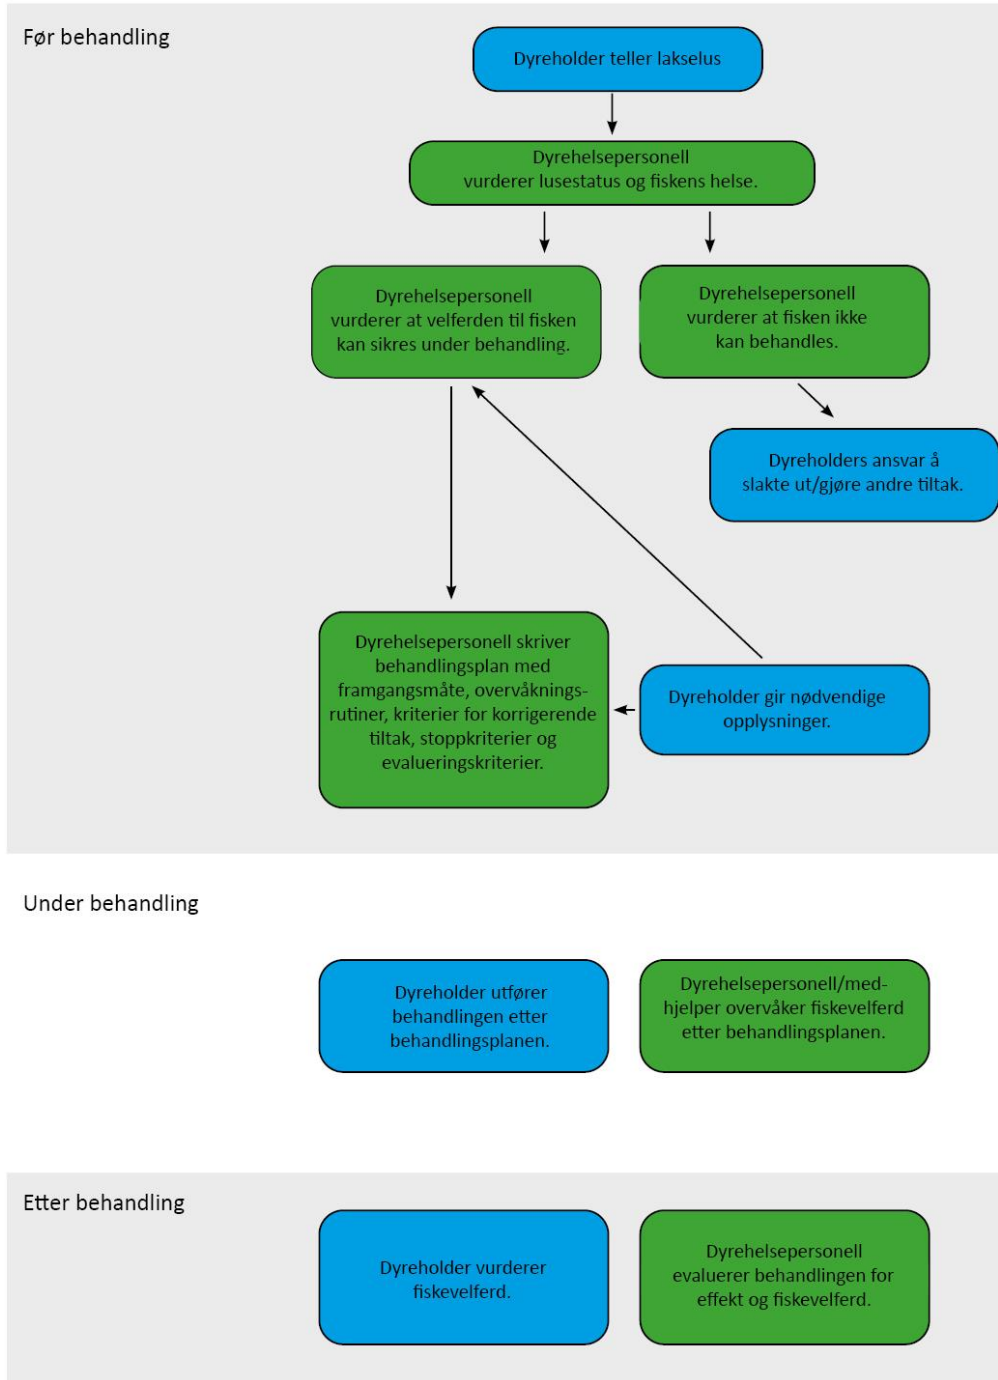 Før behandling
Dyreholder teller lakselus
Dyrehelsepersonell
vurderer lusestatus og fiskens helse.
Dyrehelsepersonell
vurderer at velferden til fisken
kan sikres under behandling.
Dyrehelsepersonell
vurderer at fisken ikke
kan behandles.
Dyreholders ansvar å
slakte ut/gjøre andre tiltak.
Dyrehelsepersonell skriver
behandlingsplan med
framgangsmåte, overvåknings-
rutiner, kriterier for korrigerende
tiltak, stoppkriterier og
evalueringskriterier.
Dyreholder gir nødvendige
opplysninger.
Under behandling
Dyreholder utfører
behandlingen etter
behandlingsplanen.
Dyrehelsepersonell/med-
hjelper overvåker fiskevelferd
etter behandlingsplanen.
Etter behandling
Dyreholder vurderer
fiskevelferd.
Dyrehelsepersonell
evaluerer behandlingen for
effekt og fiskevelferd.